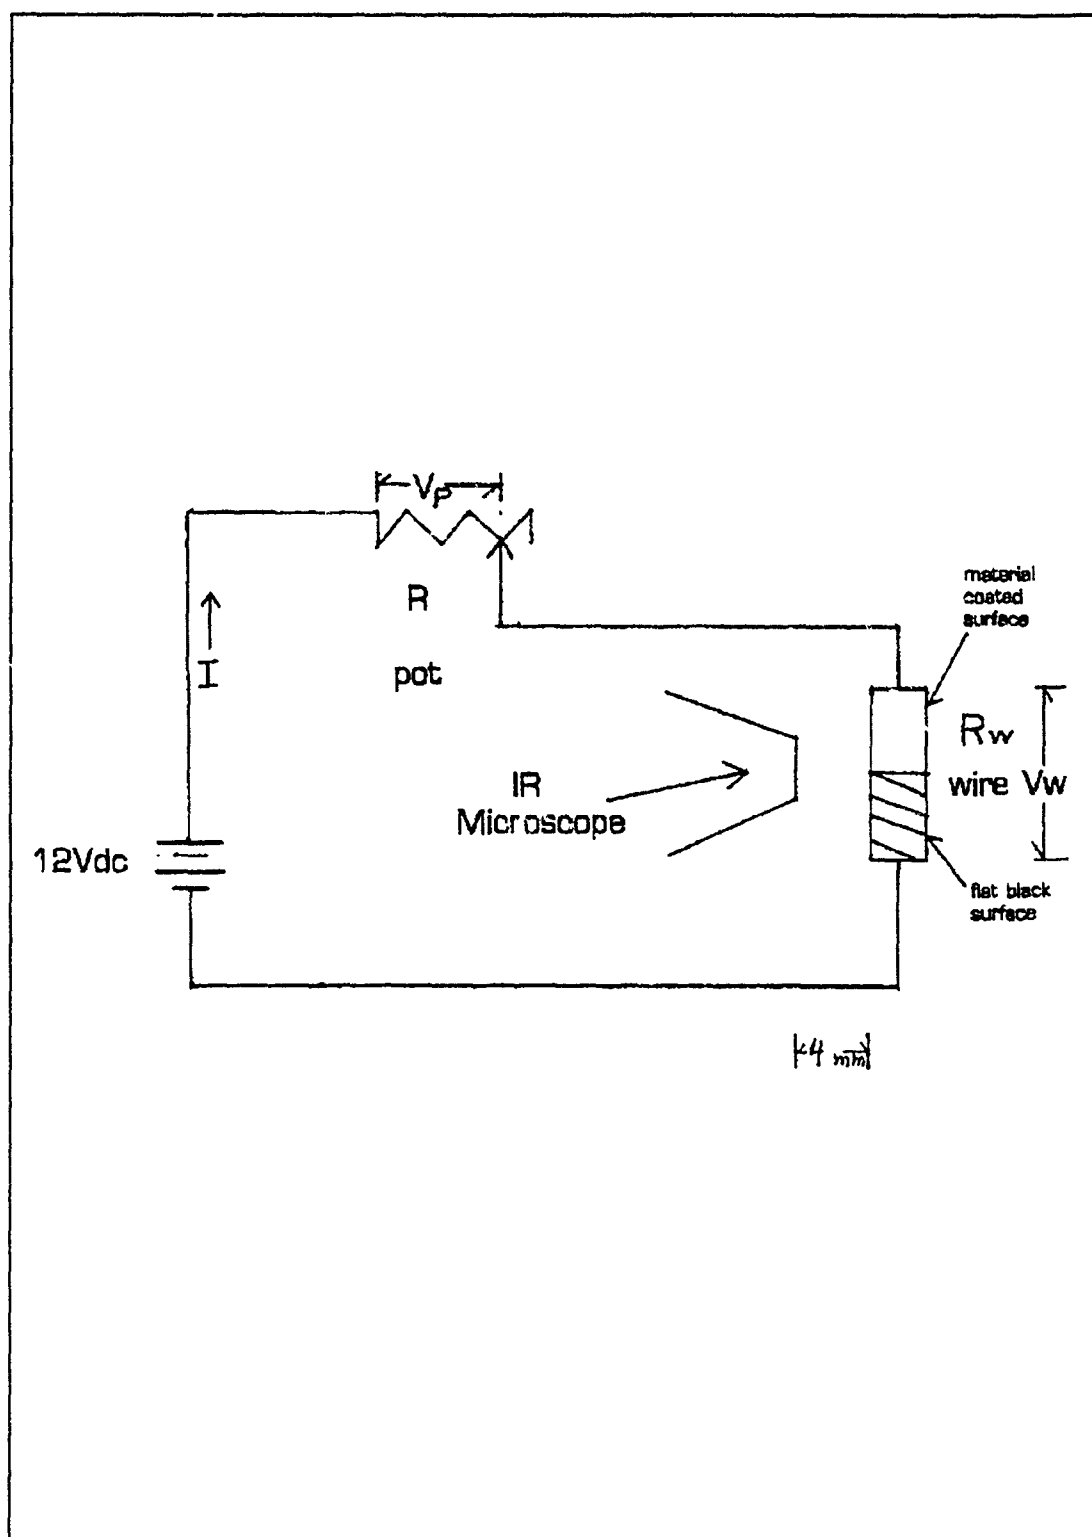 Vp
R
pot
I
12Vdc
IR
Microscope
material
coated
surface
Rw
wire Vw
flat black
surface
4 mm